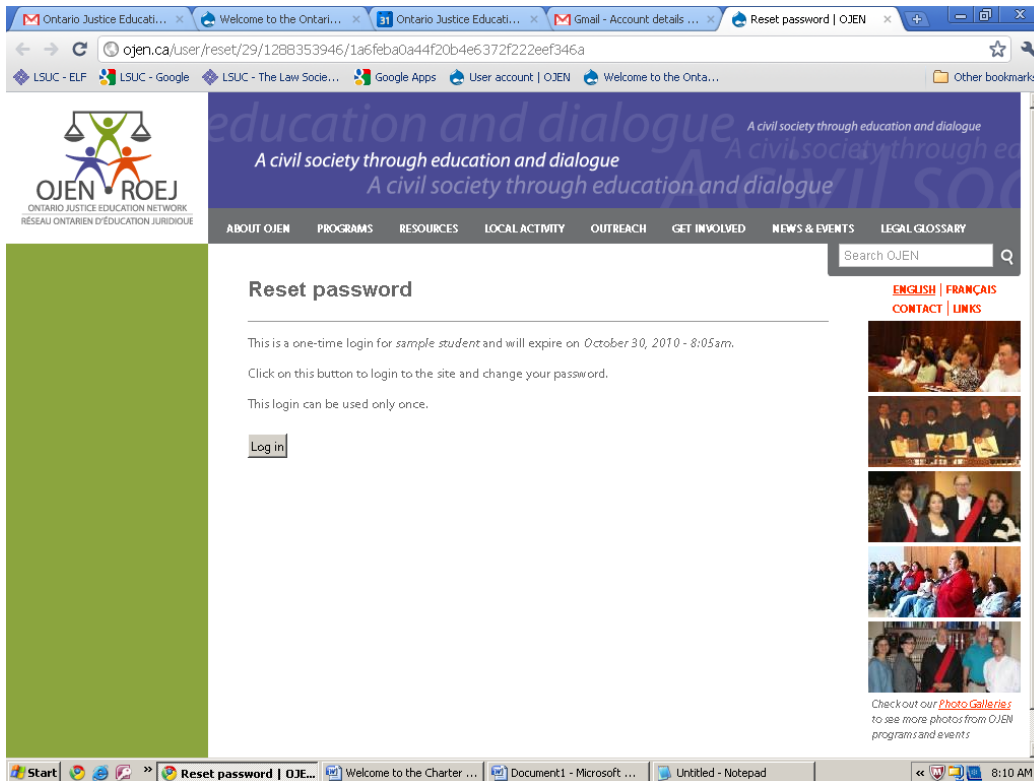 Ontario Justice Educati...
Welcome to the Ontari...
31 Ontario Justice Educati...
Gmail - Account details ...
Reset password | OJEN
ojen.ca/user/reset/29/1288353946/1a6feba0a44f20b4e6372f222eef346a
LSUC - ELF
LSUC - Google
LSUC - The Law Socie...
Google Apps
User account | OJEN
Welcome to the Onta...
Other bookmarks
OJEN ROEJ
ONTARIO JUSTICE EDUCATION NETWORK
RÉSEAU ONTARIEN D'ÉDUCATION JURIDIQUE
education and dialogue
A civil society through education and dialogue
A civil society through ed
A civil society through education and dialogue
A civil society through education and dialogue
A civil soc
ABOUT OJEN PROGRAMS RESOURCES LOCAL ACTIVITY OUTREACH GET INVOLVED NEWS & EVENTS LEGAL GLOSSARY
Search OJEN
ENGLISH | FRANÇAIS
CONTACT | LINKS
Reset password
This is a one-time login for sample student and will expire on October 30, 2010 - 8:05am.
Click on this button to login to the site and change your password.
This login can be used only once.
Log in
Check out our Photo Galleries
to see more photos from OJEN
programs and events
Start
Reset password | OJE...
Welcome to the Charter ...
Document1 - Microsoft ...
Untitled - Notepad
8:10 AM